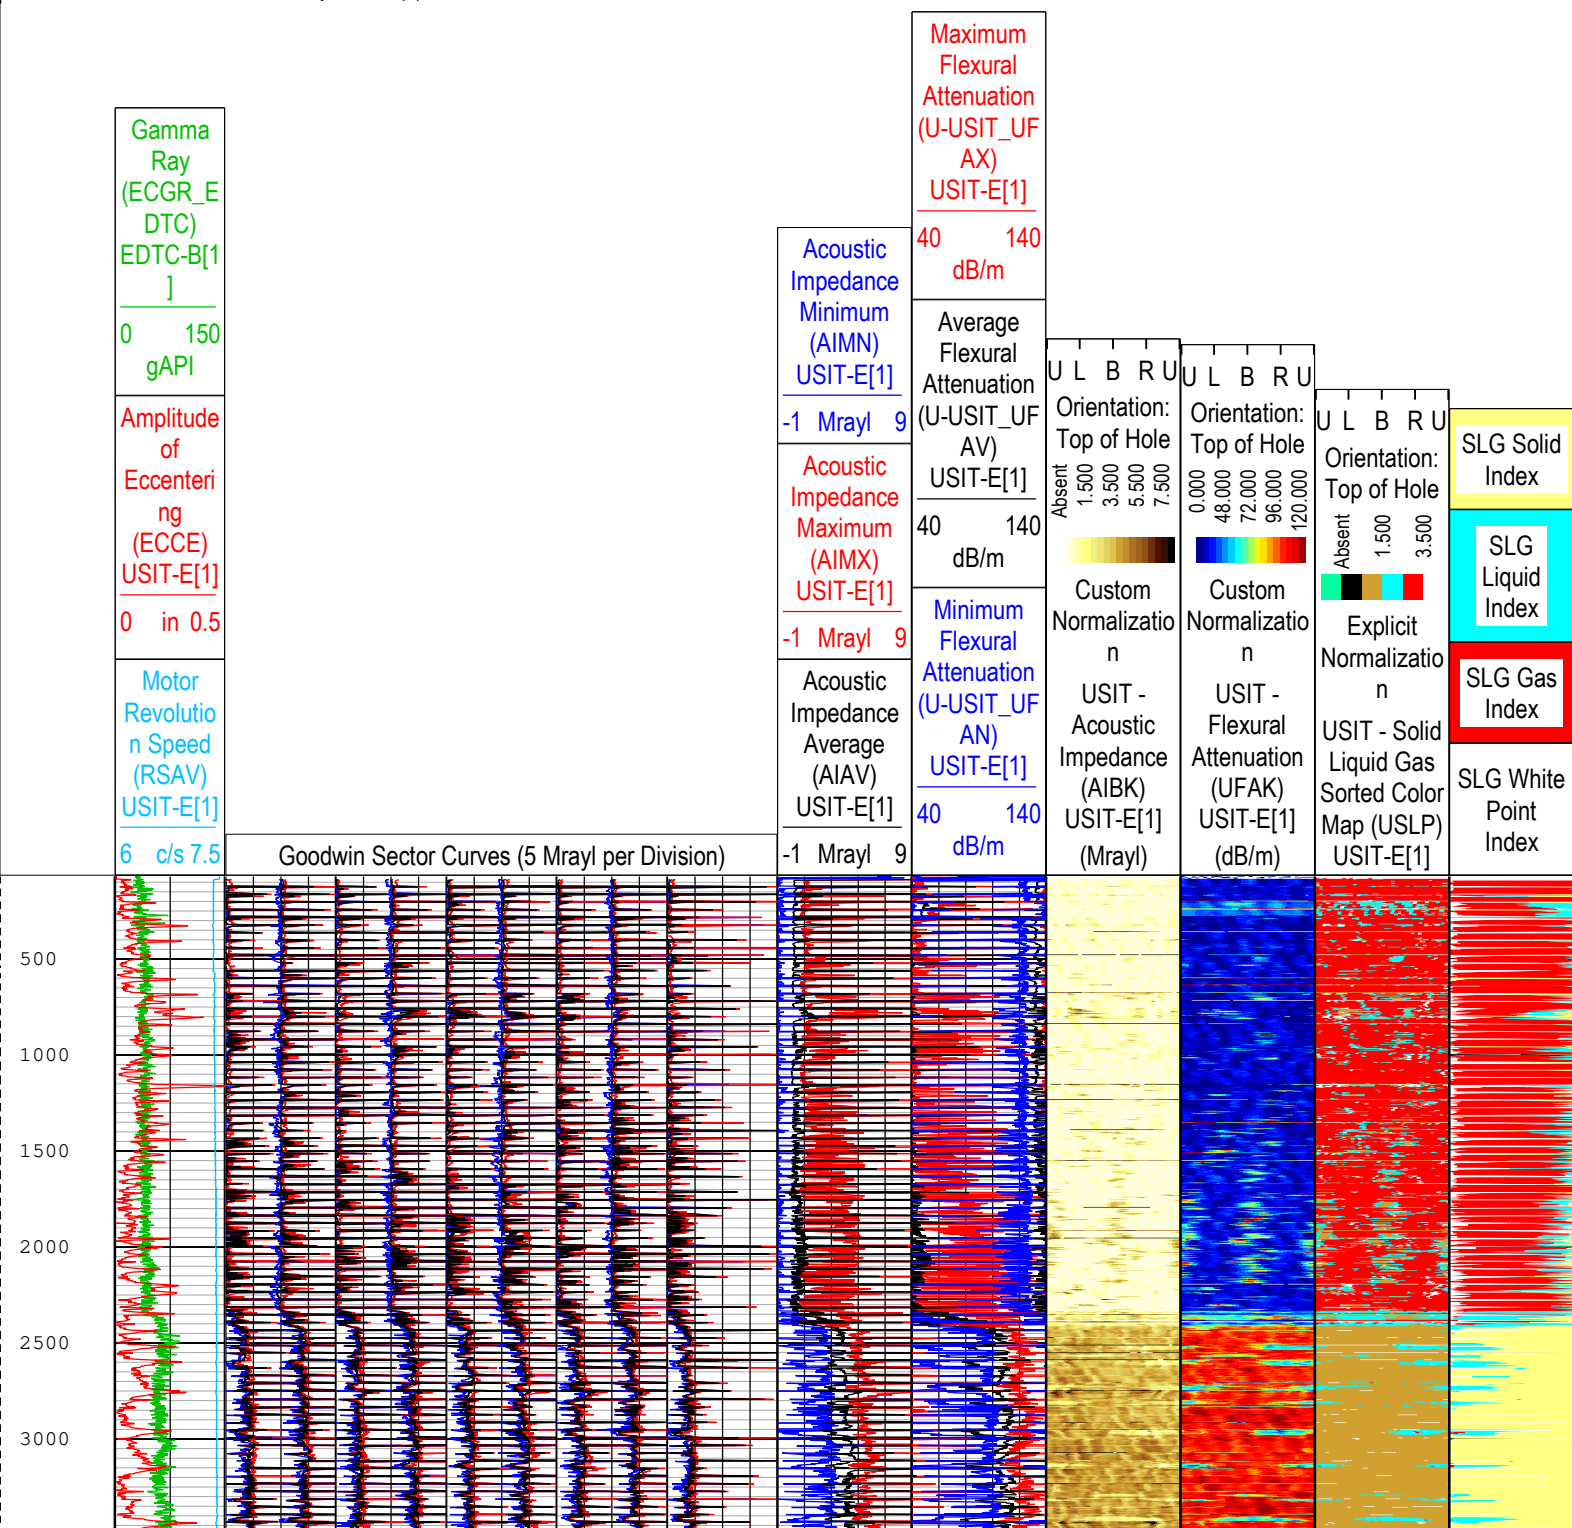 Gamma
Ray
(ECGR_E
DTC)
EDTC-B[1
]
0 150
gAPI
Amplitude
of
Eccenteri
ng
(ECCE)
USIT-E[1]
0 in 0.5
Motor
Revolutio
n Speed
(RSAV)
USIT-E[1]
6 c/s 7.5
Goodwin Sector Curves (5 Mrayl per Division)
Acoustic
Impedance
Minimum
(AIMN)
USIT-E[1]
-1 Mrayl 9
Acoustic
Impedance
Maximum
(AIMX)
USIT-E[1]
-1 Mrayl 9
Acoustic
Impedance
Average
(AIAV)
USIT-E[1]
-1 Mrayl 9
Maximum
Flexural
Attenuation
(U-USIT_UF
AX)
USIT-E[1]
40 140
dB/m
Average
Flexural
Attenuation
(U-USIT_UF
AV)
USIT-E[1]
40 140
dB/m
Minimum
Flexural
Attenuation
(U-USIT_UF
AN)
USIT-E[1]
40 140
dB/m
U L B R U
Orientation:
Top of Hole
Absent
1.500
3.500
5.500
7.500
Custom
Normalizatio
n
USIT -
Acoustic
Impedance
(AIBK)
USIT-E[1]
(Mrayl)
U L B R U
Orientation:
Top of Hole
0.000
48.000
72.000
96.000
120.000
Custom
Normalizatio
n
USIT -
Flexural
Attenuation
(UFAK)
USIT-E[1]
(dB/m)
U L B R U
Orientation:
Top of Hole
Absent
1.500
3.500
Explicit
Normalizatio
n
USIT - Solid
Liquid Gas
Sorted Color
Map (USLP)
USIT-E[1]
SLG Solid
Index
SLG
Liquid
Index
SLG Gas
Index
SLG White
Point
Index
500
1000
1500
2000
2500
3000